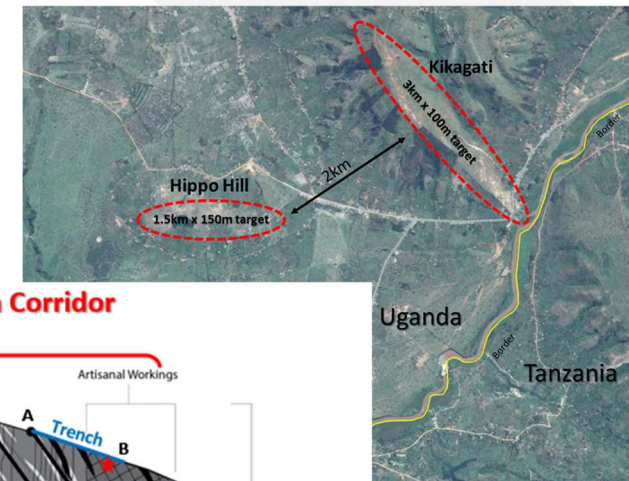 Kikagati
3km x 100m target
2km
Hippo Hill
1.5km x 150m target
Border
Uganda
Border
Tanzania
Corridor
Artisanal Workings
A
Trench
B